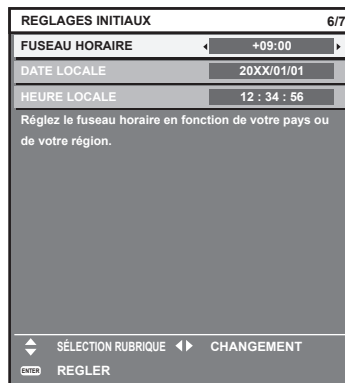 REGLAGES INITIAUX 6/7
FUSEAU HORAIRE +09:00
DATE LOCALE 20XX/01/01
HEURE LOCALE 12 : 34 : 56
Réglez le fuseau horaire en fonction de votre pays ou
de votre région.
SÉLECTION RUBRIQUE CHANGEMENT
ENTER REGLER